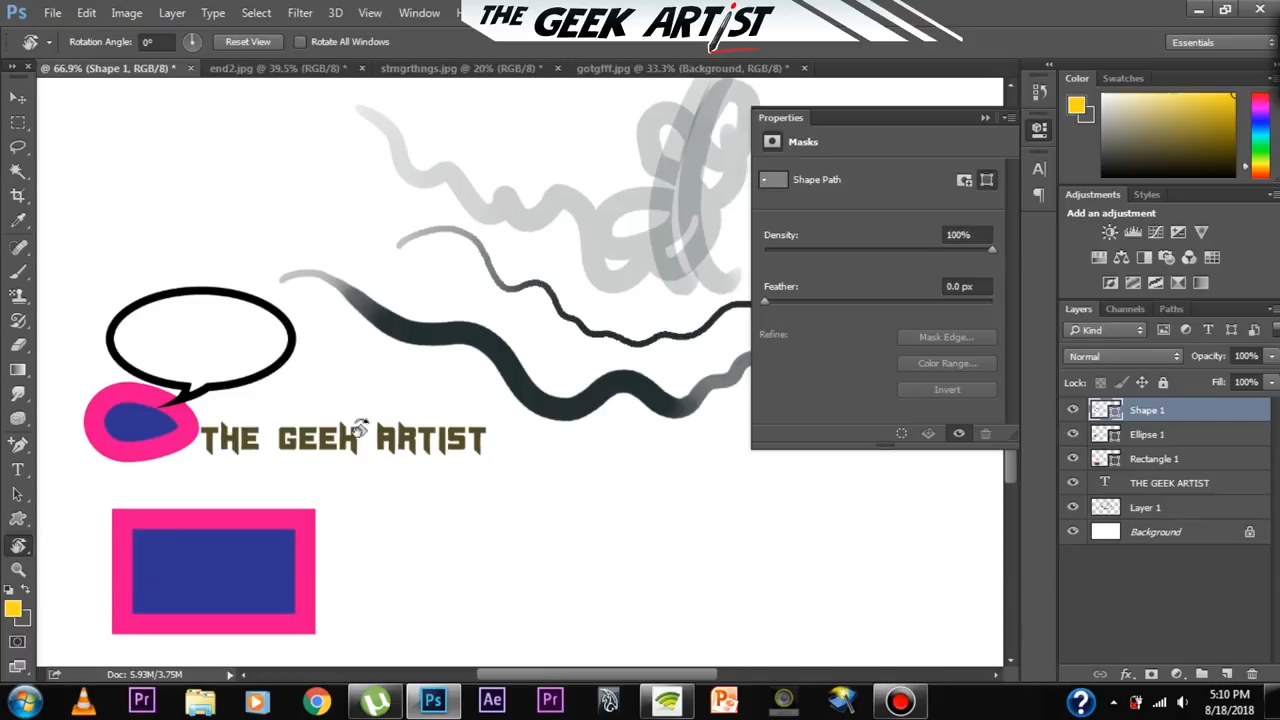 Ps File Edit Image Layer Type Select Filter 3D View Window
THE GEEK ARTIST
Rotation Angle: 0° Reset View Rotate All Windows Essentials
@ 66.9% (Shape 1, RGB/8) * × end2.jpg @ 39.5% (RGB/8) * × stmgrthngs.jpg @ 20% (RGB/8) * × gotgfff.jpg @ 33.3% (Background, RGB/8) * ×
Color Swatches
Properties
Masks
Shape Path
Density: 100%
Feather: 0.0 px
Refine: Mask Edge...
Color Range...
Invert
Adjustments Styles
Add an adjustment
Layers Channels Paths
Kind
Normal Opacity: 100%
Lock: Fill: 100%
Shape 1
Ellipse 1
Rectangle 1
T THE GEEK ARTIST
Layer 1
Background
THE GEEK ARTIST
Doc: 5.93M/3.75M
Pr Ps Ae Pr
5:10 PM
8/18/2018